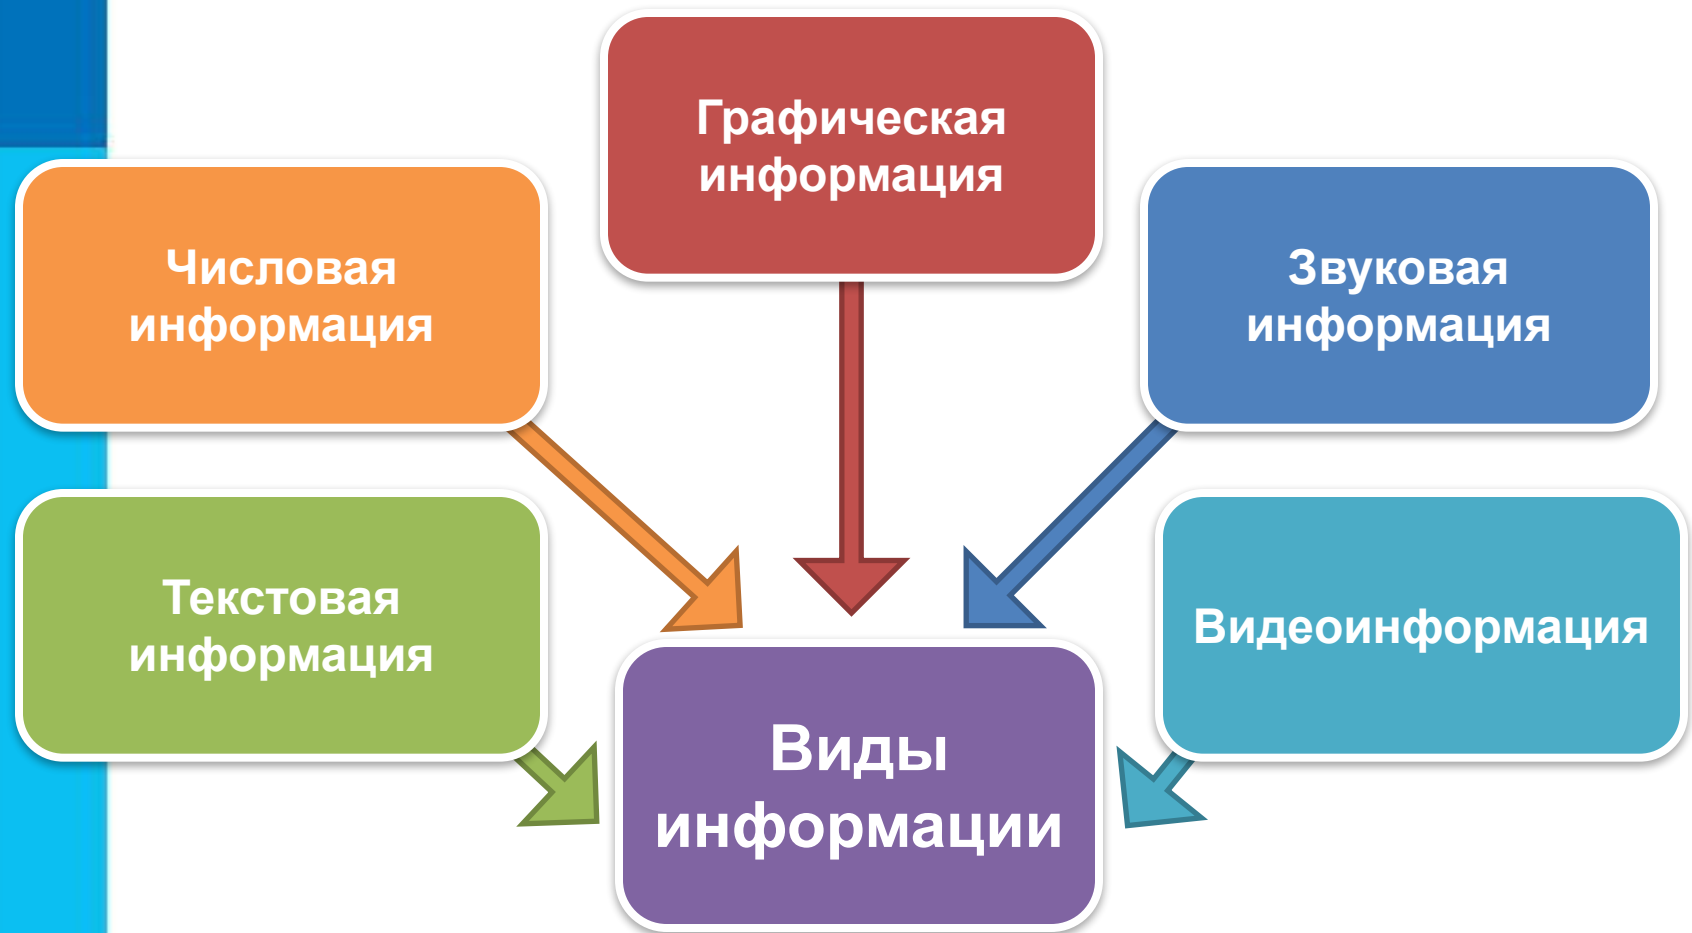 Графическая
информация
Числовая
информация
Звуковая
информация
Текстовая
информация
Видеоинформация
Виды
информации